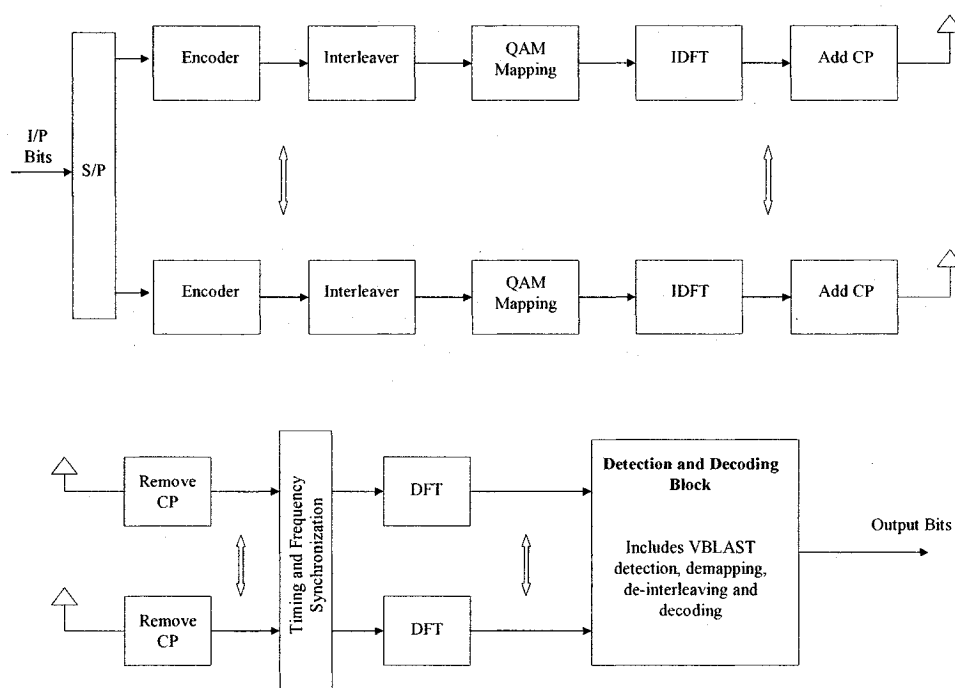 Encoder
Interleaver
QAM
Mapping
IDFT
Add CP
I/P
Bits
S/P
Encoder
Interleaver
QAM
Mapping
IDFT
Add CP
Remove
CP
Timing and Frequency
Synchronization
DFT
Detection and Decoding
Block
Includes VBLAST
detection, demapping,
de-interleaving and
decoding
Output Bits
Remove
CP
DFT